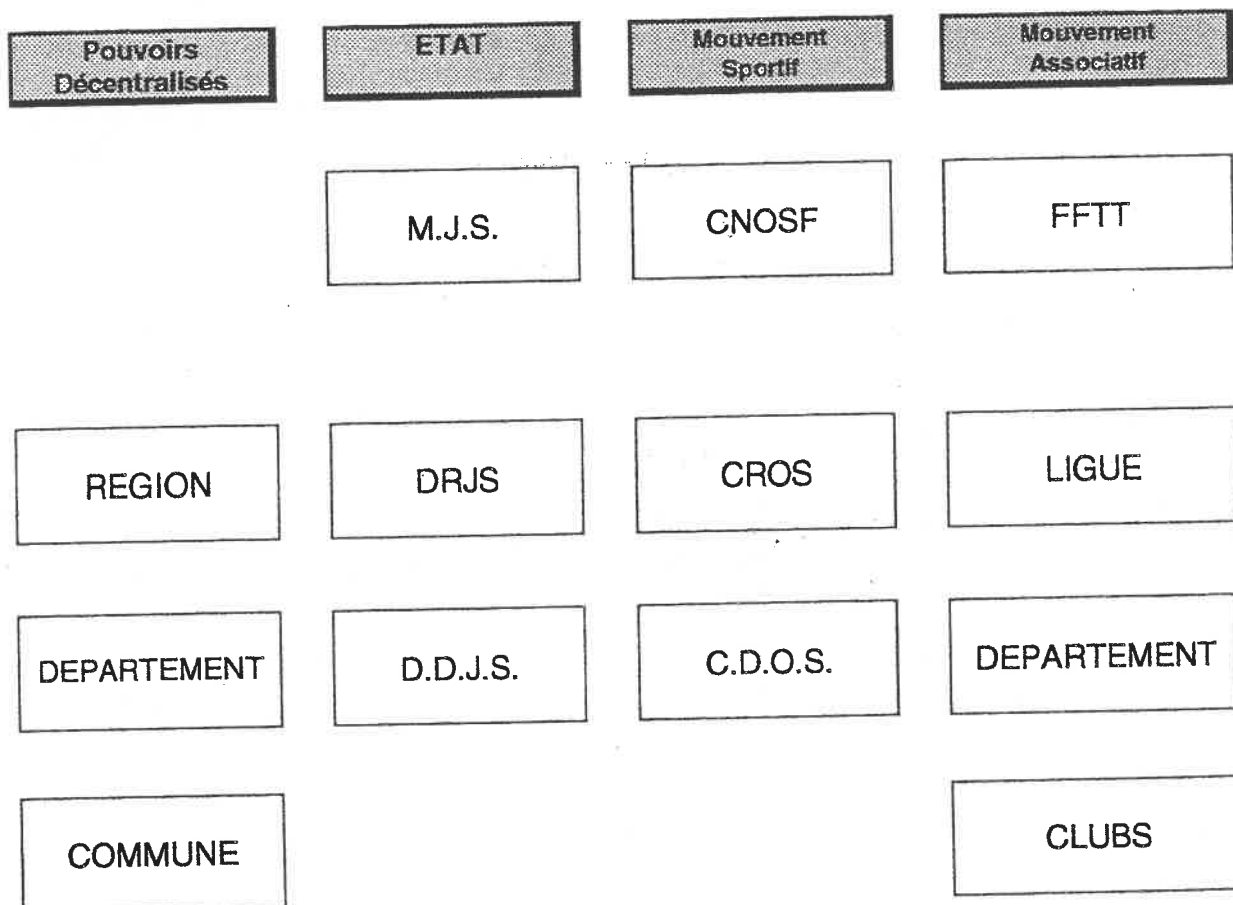 Pouvoirs
Décentralisés
ETAT
Mouvement
Sportif
Mouvement
Associatif
M.J.S.
CNOSF
FFTT
REGION
DRJS
CROS
LIGUE
DEPARTEMENT
D.D.J.S.
C.D.O.S.
DEPARTEMENT
COMMUNE
CLUBS